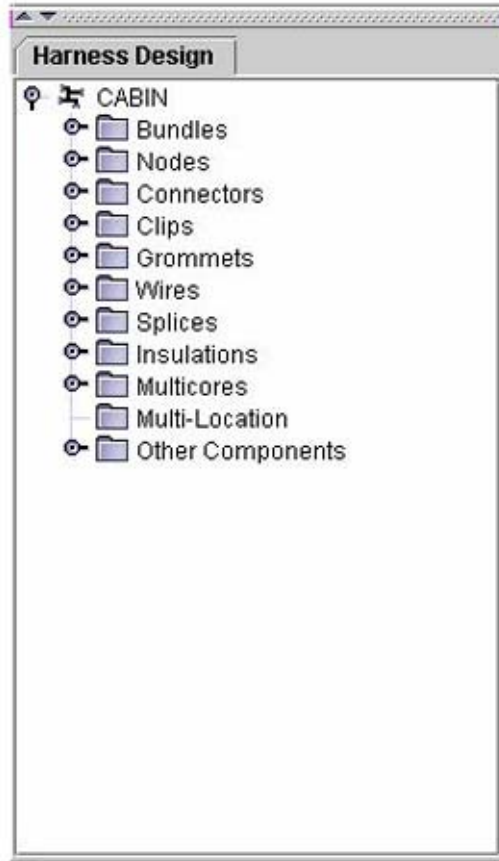 Harness Design
CABIN
Bundles
Nodes
Connectors
Clips
Grommets
Wires
Splices
Insulations
Multicores
Multi-Location
Other Components